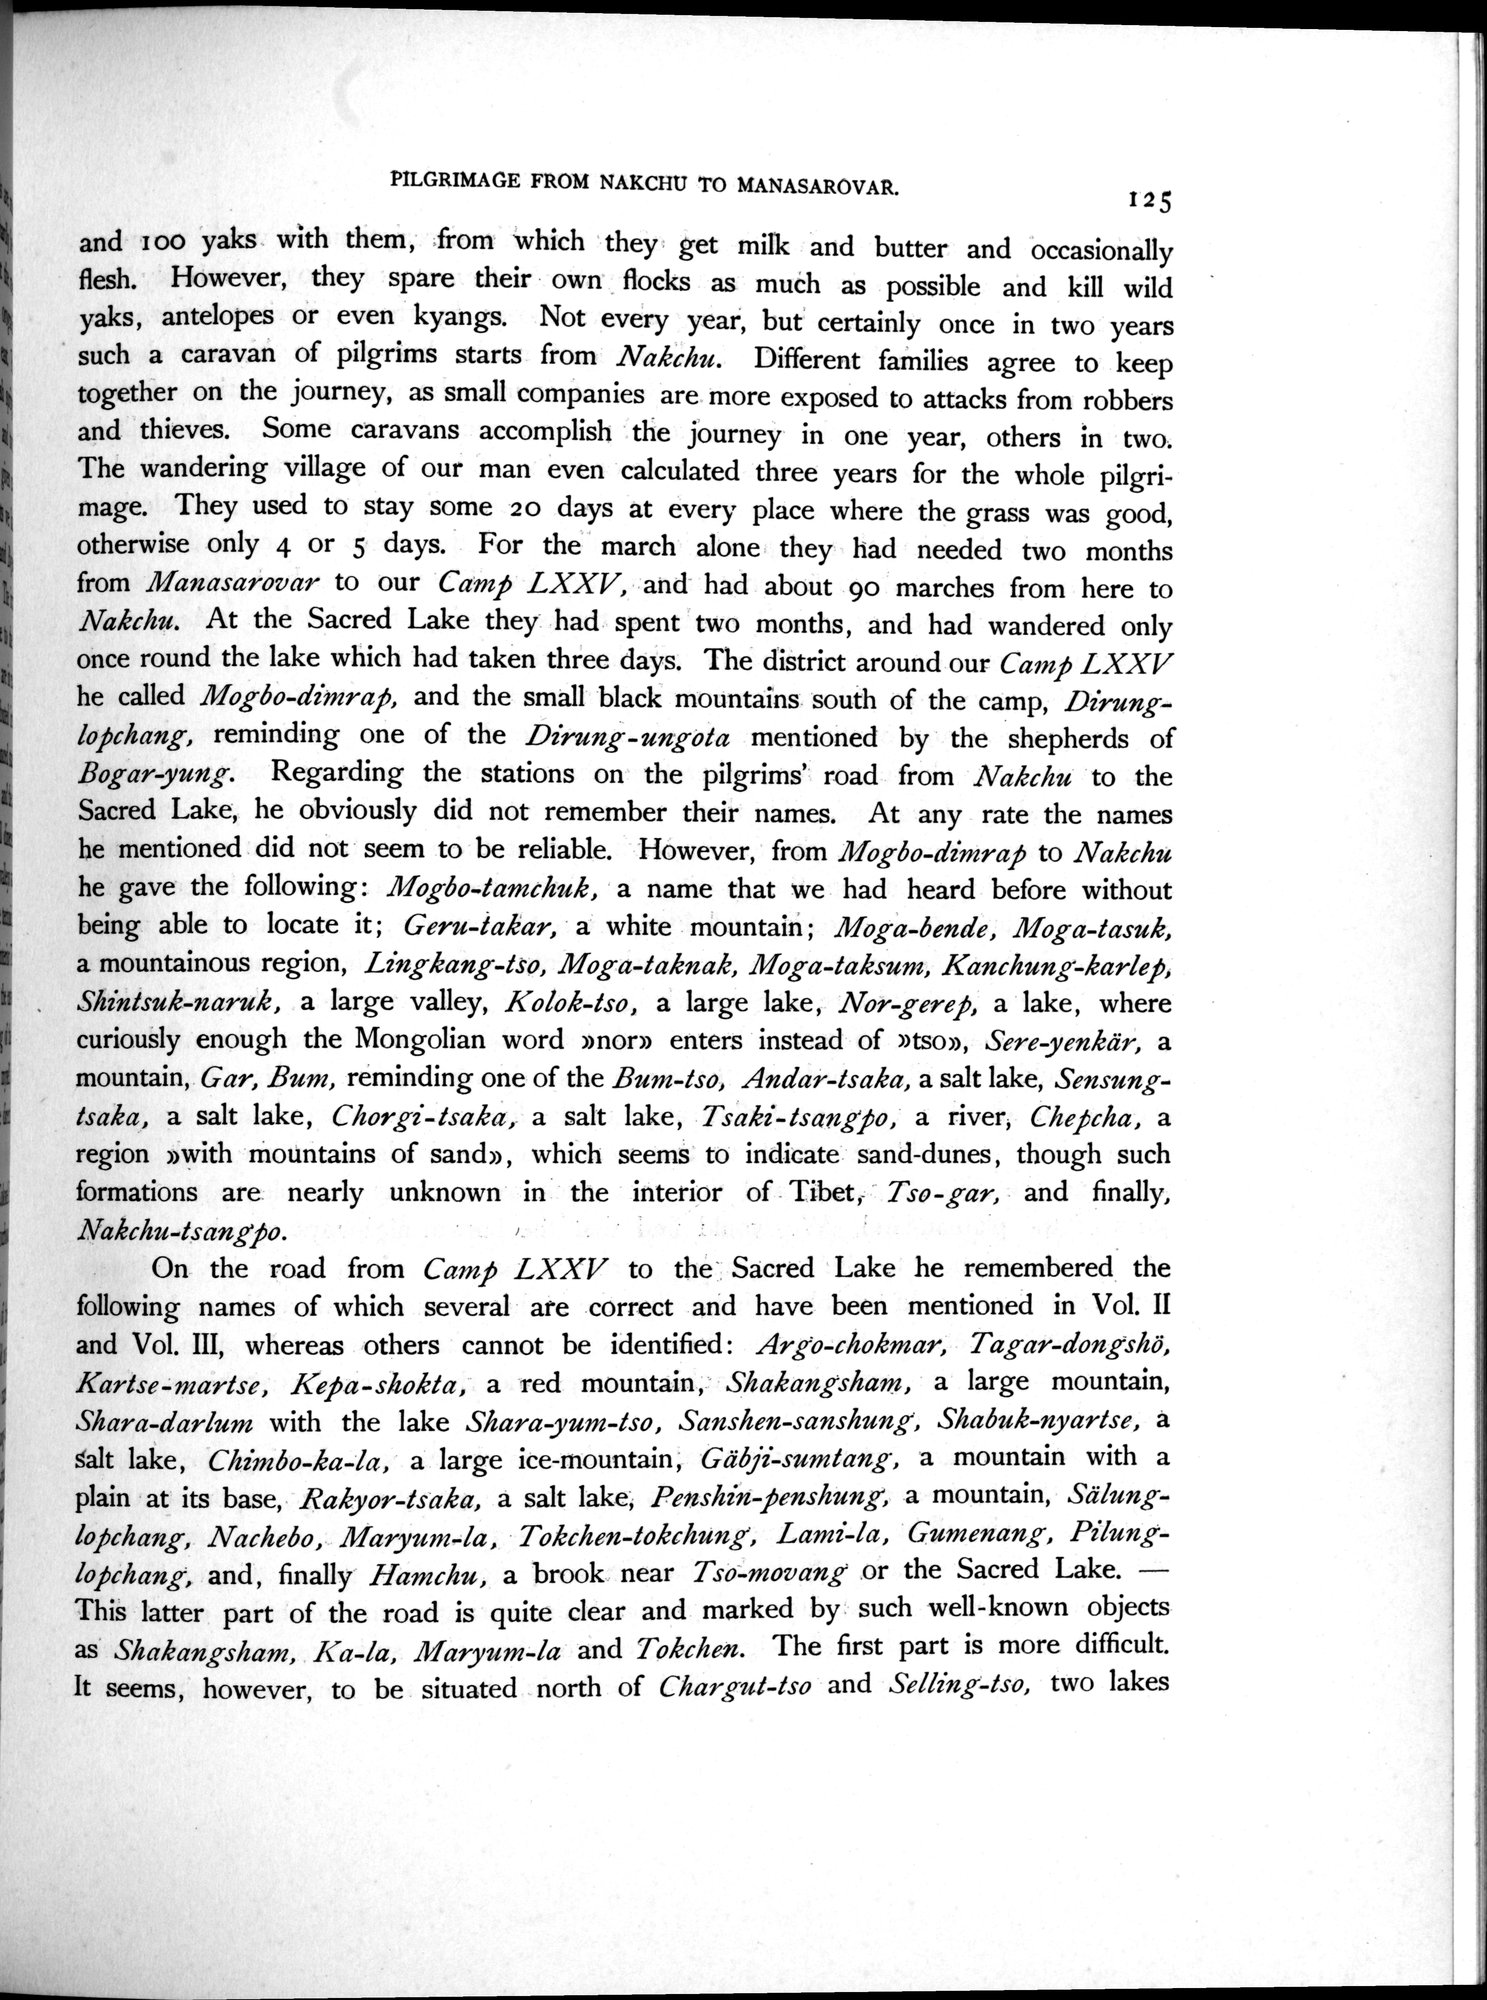 PILGRIMAGE FROM NAKCHU TO MANASAROVAR.
125
and 100 yaks with them, from which they get milk and butter and occasionally
flesh. However, they spare their own flocks as much as possible and kill wild
yaks, antelopes or even kyangs. Not every year, but certainly once in two years
such a caravan of pilgrims starts from Nakchu. Different families agree to keep
together on the journey, as small companies are more exposed to attacks from robbers
and thieves. Some caravans accomplish the journey in one year, others in two.
The wandering village of our man even calculated three years for the whole pilgri-
mage. They used to stay some 20 days at every place where the grass was good,
otherwise only 4 or 5 days. For the march alone they had needed two months
from Manasarovar to our Camp LXXV, and had about 90 marches from here to
Nakchu. At the Sacred Lake they had spent two months, and had wandered only
once round the lake which had taken three days. The district around our Camp LXXV
he called Mogbo-dimrap, and the small black mountains south of the camp, Dirung-
lopchang, reminding one of the Dirung-ungota mentioned by the shepherds of
Bogar-yung. Regarding the stations on the pilgrims' road from Nakchu to the
Sacred Lake, he obviously did not remember their names. At any rate the names
he mentioned did not seem to be reliable. However, from Mogbo-dimrap to Nakchu
he gave the following: Mogbo-tamchuk, a name that we had heard before without
being able to locate it; Geru-takar, a white mountain; Moga-bende, Moga-tasuk,
a mountainous region, Lingkang-tso, Moga-taknak, Moga-taksum, Kanchung-karlep,
Shintsuk-naruk, a large valley, Kolok-tso, a large lake, Nor-gerep, a lake, where
curiously enough the Mongolian word »nor» enters instead of »tso», Sere-yenkär, a
mountain, Gar, Bum, reminding one of the Bum-tso, Andar-tsaka, a salt lake, Sensung-
tsaka, a salt lake, Chorgi-tsaka, a salt lake, Tsaki-tsangpo, a river, Chepcha, a
region »with mountains of sand», which seems to indicate sand-dunes, though such
formations are nearly unknown in the interior of Tibet, Tso-gar, and finally,
Nakchu-tsangpo.
On the road from Camp LXXV to the Sacred Lake he remembered the
following names of which several are correct and have been mentioned in Vol. II
and Vol. III, whereas others cannot be identified: Argo-chokmar, Tagar-dongshö,
Kartse-martse, Kepa-shokta, a red mountain, Shakangsham, a large mountain,
Shara-darlum with the lake Shara-yum-tso, Sanshen-sanshung, Shabuk-nyartse, a
salt lake, Chimbo-ka-la, a large ice-mountain, Gäbji-sumtang, a mountain with a
plain at its base, Rakyor-tsaka, a salt lake, Penshin-penshung, a mountain, Sälung-
lopchang, Nachebo, Maryum-la, Tokchen-tokchung, Lami-la, Gumenang, Pilung-
lopchang, and, finally Hamchu, a brook near Tso-movang or the Sacred Lake. —
This latter part of the road is quite clear and marked by such well-known objects
as Shakangsham, Ka-la, Maryum-la and Tokchen. The first part is more difficult.
It seems, however, to be situated north of Chargut-tso and Selling-tso, two lakes